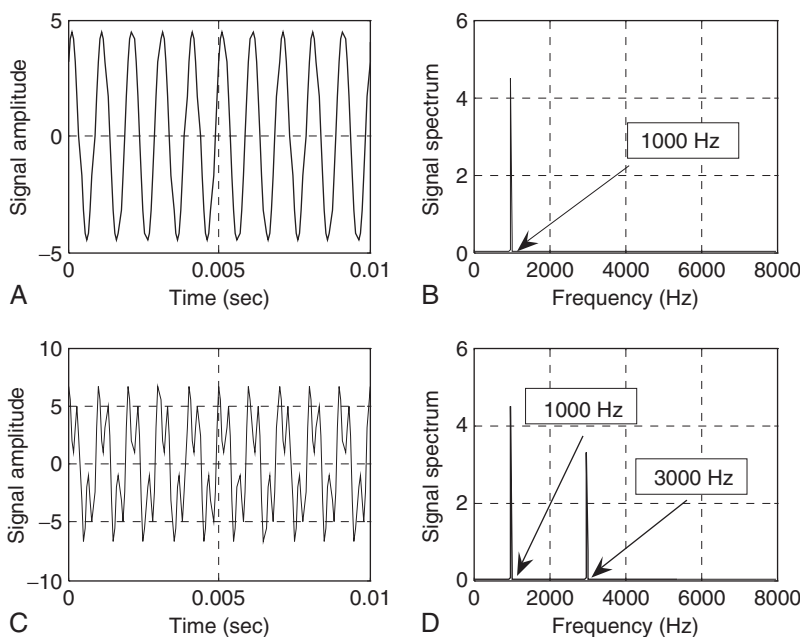 5
0
−5
Signal amplitude
0
0.005
0.01
Time (sec)
A
6
4
2
0
Signal spectrum
1000 Hz
0
2000
4000
6000
8000
Frequency (Hz)
B
10
5
0
−5
−10
Signal amplitude
0
0.005
0.01
Time (sec)
C
6
4
2
0
Signal spectrum
1000 Hz
3000 Hz
0
2000
4000
6000
8000
Frequency (Hz)
D